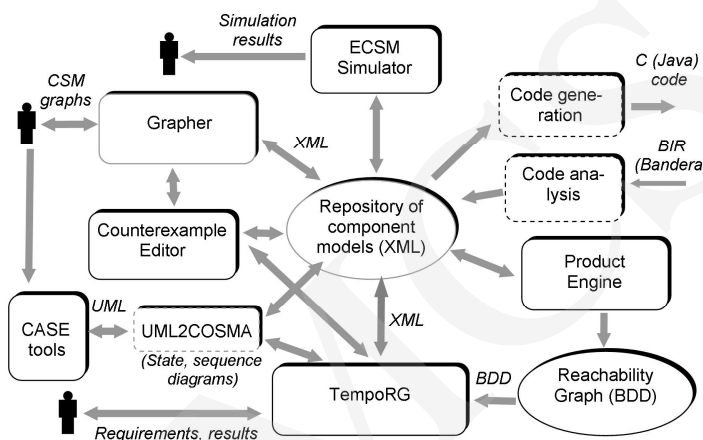 Simulation
results
ECSM
Simulator
C (Java)
code
CSM
graphs
Grapher
Code gene-
ration
XML
BIR
(Bandera)
Code ana-
lysis
Repository of
component
models (XML)
Counterexample
Editor
Product
Engine
UML
CASE
tools
UML2COSMA
XML
(State, sequence
diagrams)
TempoRG
BDD
Reachability
Graph (BDD)
Requirements, results